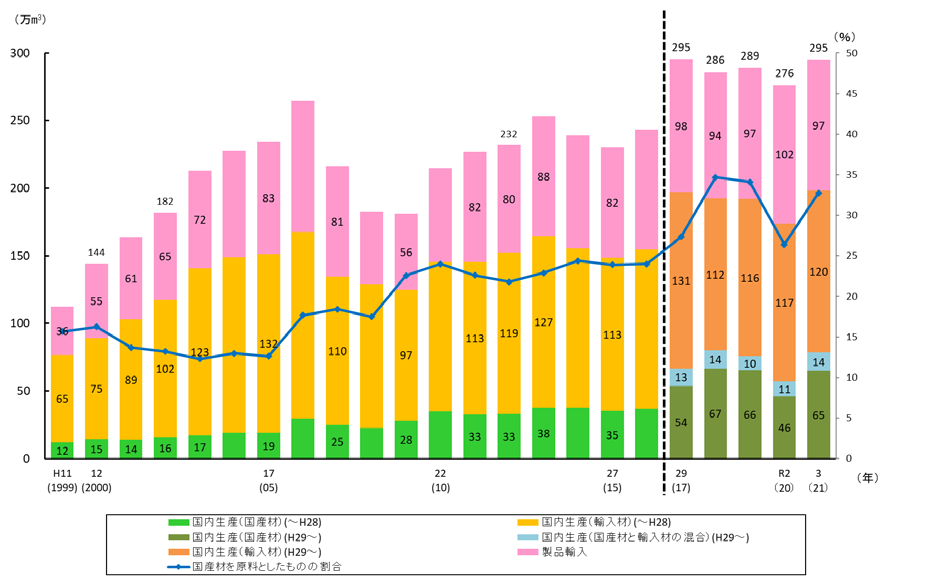 (万m³)
(%)
300
250
200
150
100
50
0
50
45
40
35
30
25
20
15
10
5
0
36 65 12
144 55 75 15
61 89 14
182 65 102 16
72 123 17
83 132 19
81 110 25
56 97 28
82 113 33
232 80 119 33
88 127 38
82 113 35
295 98 131 13 54
286 94 112 14 67
289 97 116 10 66
276 102 117 11 46
295 97 120 14 65
H11 12 17 22 27 29 R2 3 (年)
(1999) (2000) (05) (10) (15) (17) (20) (21)
国内生産(国産材)(～H28) 国内生産(輸入材)(～H28)
国内生産(国産材)(H29～) 国内生産(国産材と輸入材の混合)(H29～)
国内生産(輸入材)(H29～) 製品輸入
国産材を原料としたものの割合